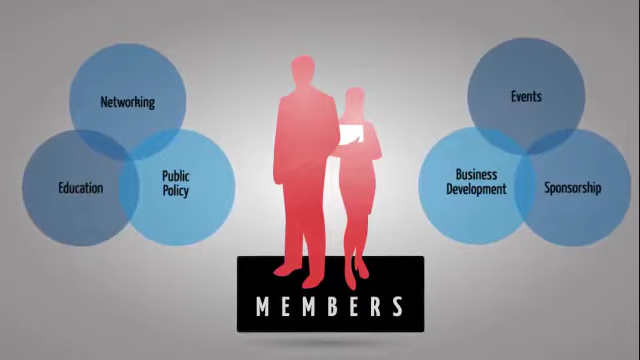 Networking
Education
Public
Policy
Events
Business
Development
Sponsorship
MEMBERS